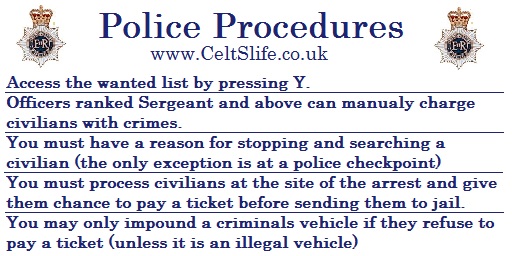 Police Procedures
www.CeltSlife.co.uk
Access the wanted list by pressing Y.
Officers ranked Sergeant and above can manualy charge
civilians with crimes.
You must have a reason for stopping and searching a
civilian (the only exception is at a police checkpoint)
You must process civilians at the site of the arrest and give
them chance to pay a ticket before sending them to jail.
You may only impound a criminals vehicle if they refuse to
pay a ticket (unless it is an illegal vehicle)